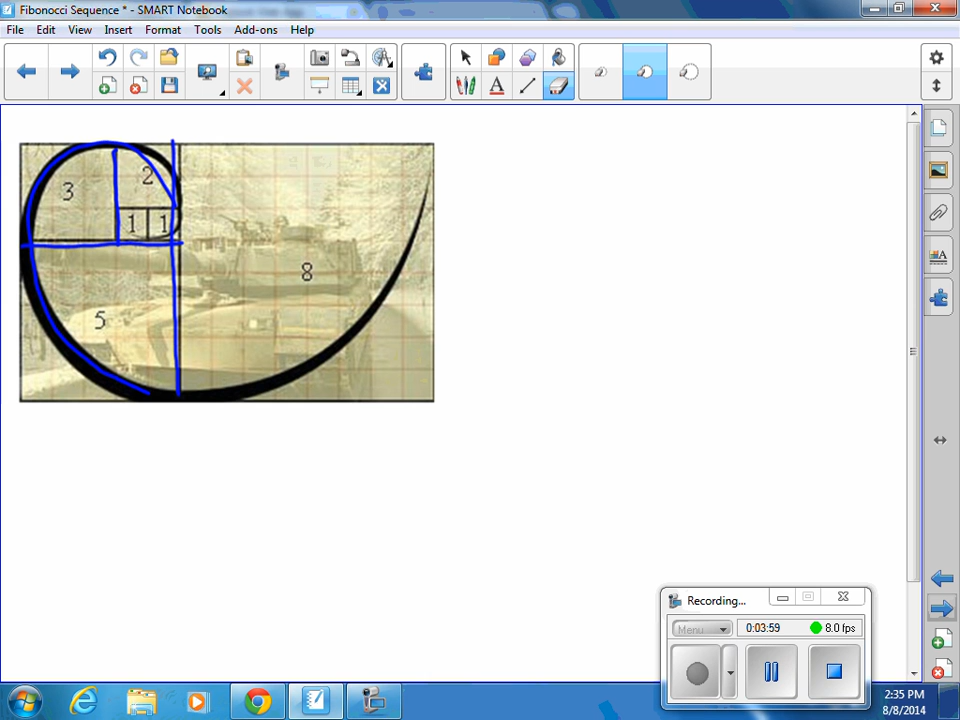 Fibonocci Sequence * - SMART Notebook
File Edit View Insert Format Tools Add-ons Help
3 2
1 1
8
5
Recording...
Menu 0:03:59 8.0 fps
2:35 PM
8/8/2014